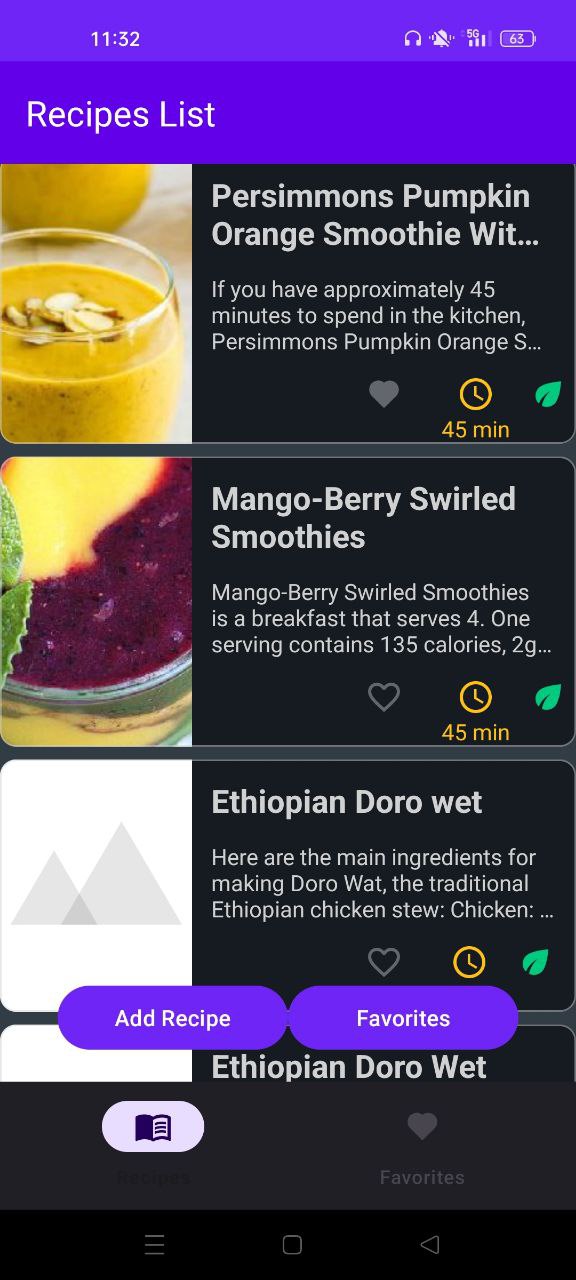 11:32
5G
63
Recipes List
Persimmons Pumpkin
Orange Smoothie Wit...
If you have approximately 45
minutes to spend in the kitchen,
Persimmons Pumpkin Orange S...
45 min
Mango-Berry Swirled
Smoothies
Mango-Berry Swirled Smoothies
is a breakfast that serves 4. One
serving contains 135 calories, 2g...
45 min
Ethiopian Doro wet
Here are the main ingredients for
making Doro Wat, the traditional
Ethiopian chicken stew: Chicken: ...
Add Recipe
Favorites
Ethiopian Doro Wet
Recipes
Favorites